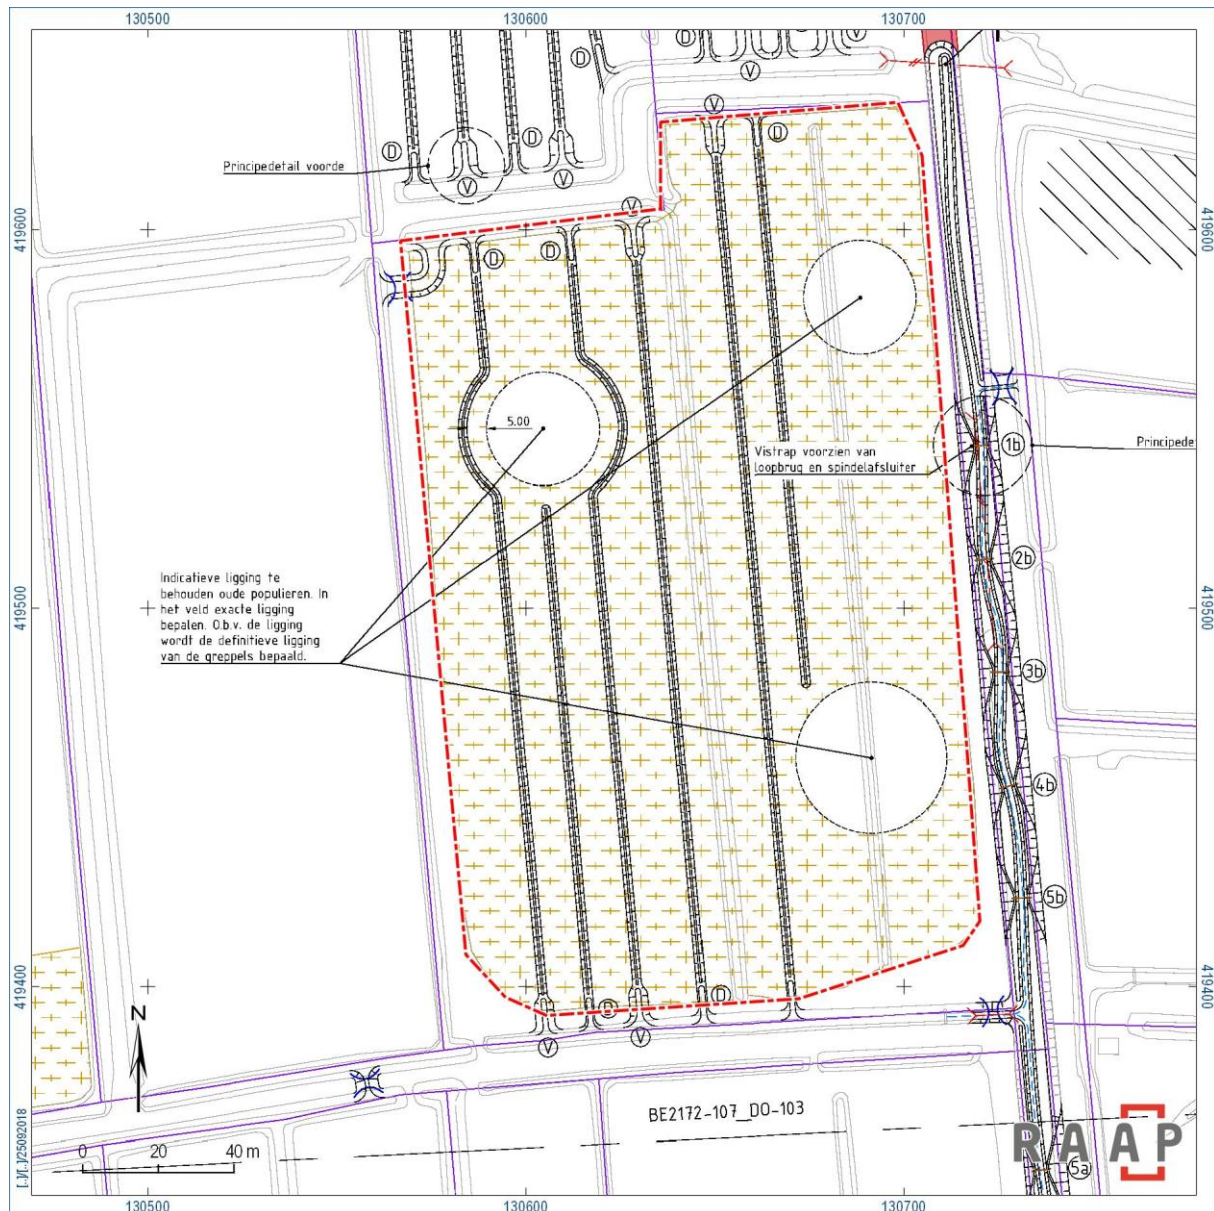 130500 130600 130700
D
D
V
V
V
D
D
Principedetail voorde
V
V
V
419600
419600
D
D
5.00
1b
Principede
Vistrap voorzien van
loopbrug en spindelafsluiter
2b
Indicatieve ligging te
behouden oude populieren. In
het veld exacte ligging
bepalen. O.b.v. de ligging
wordt de definitieve ligging
van de greppels bepaald.
419500
419500
3b
4b
5b
419400
419400
D
D
N
V
V
BE2172-107_DO-103
0 20 40 m
RAAP
5a
[.]/[.]/25092018
130500 130600 130700